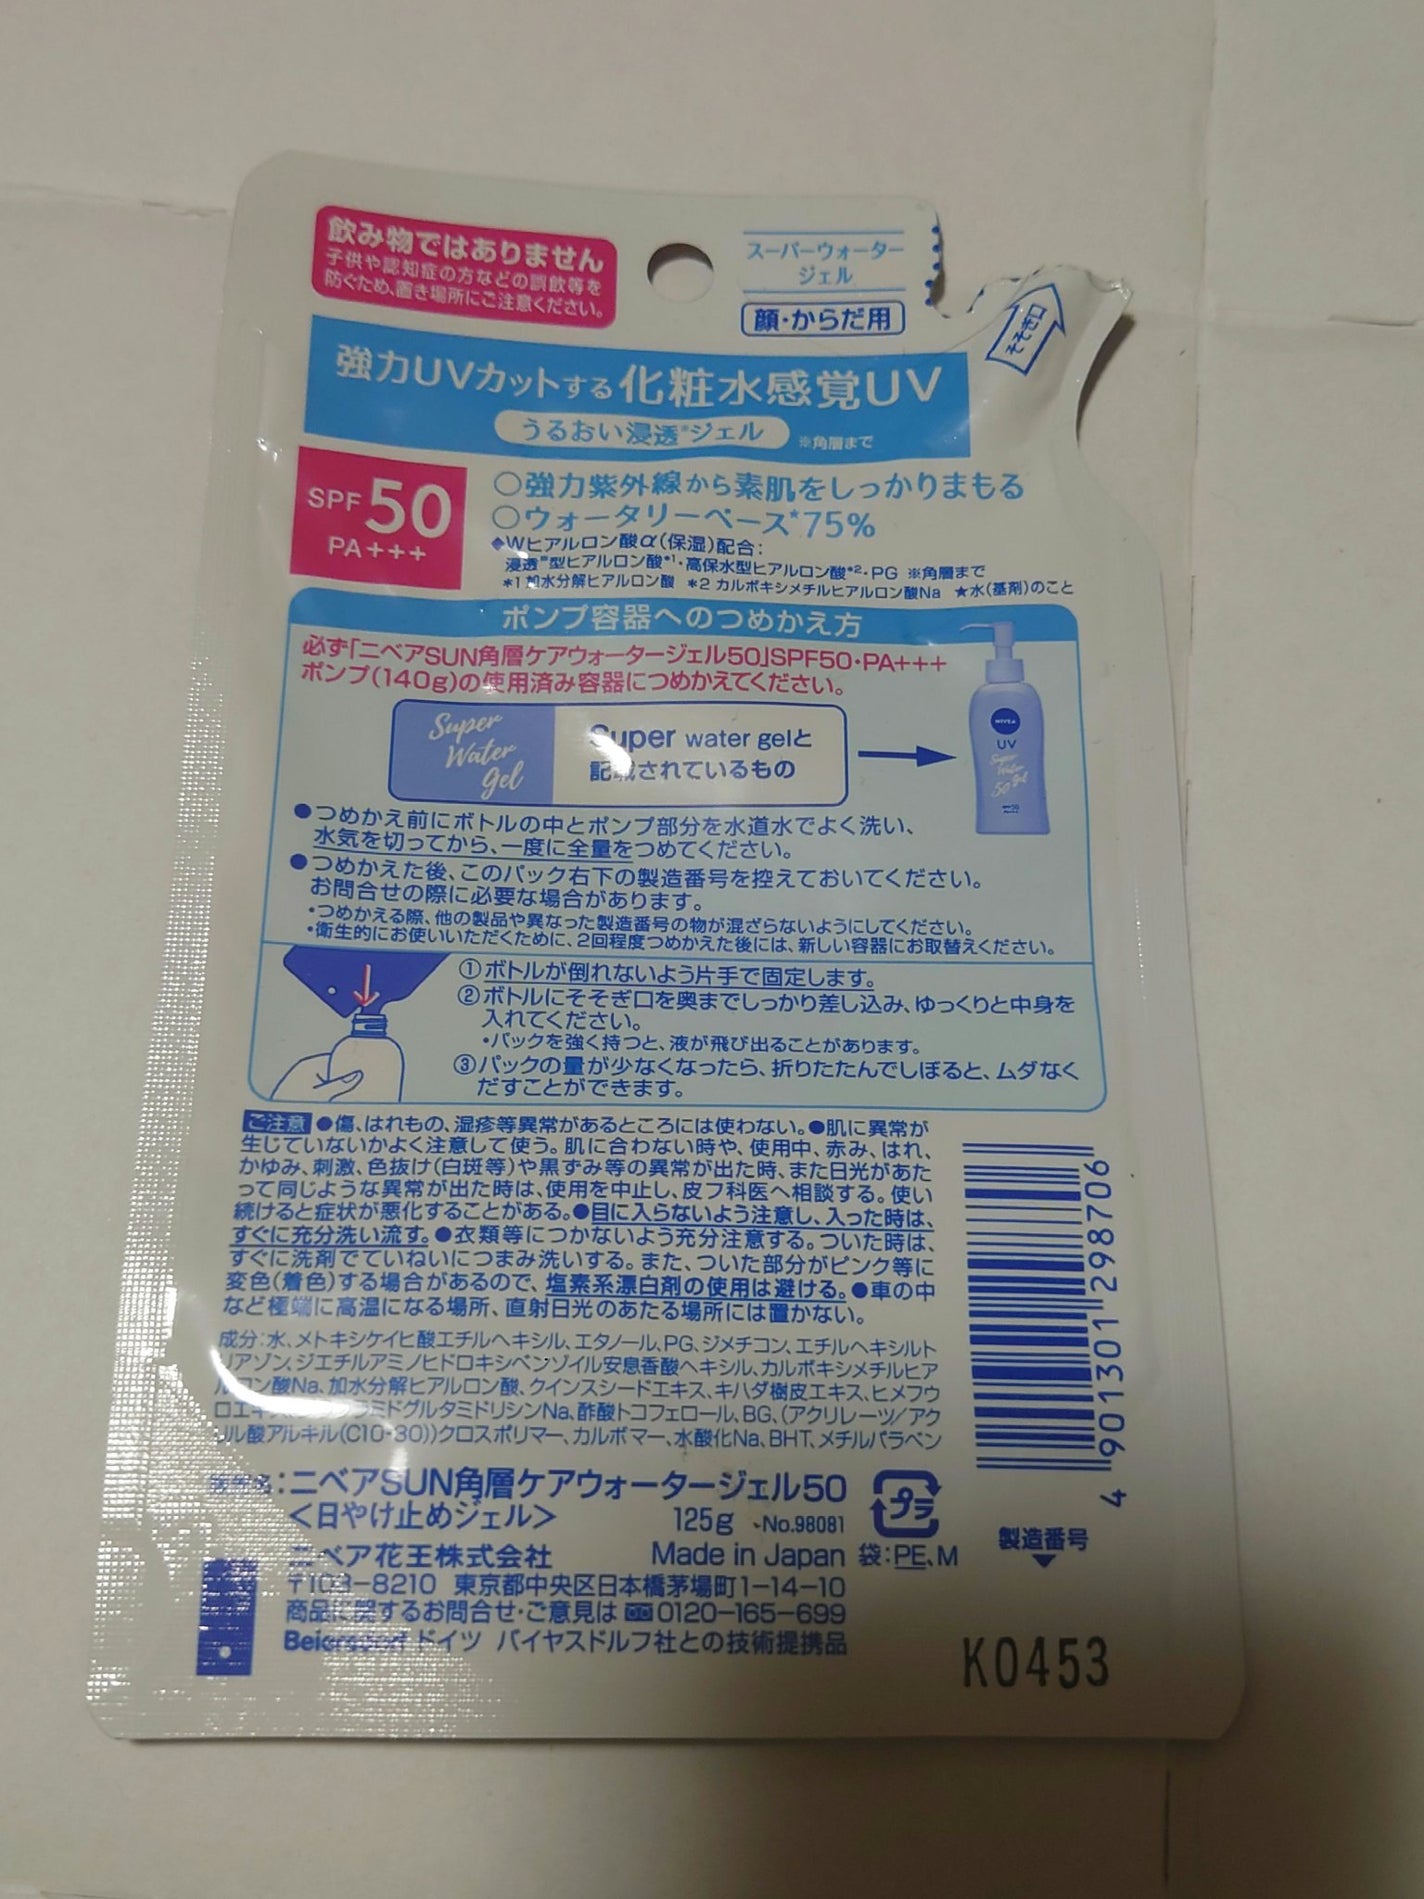 飲み物ではありません
子供や認知症の方などの誤飲等を
防ぐため、置き場所にご注意ください。
スーパーウォーター
ジェル
顔・からだ用
そそぎ口
強力UVカットする化粧水感覚UV
うるおい浸透※ジェル ※角層まで
SPF50
PA+++
○強力紫外線から素肌をしっかりまもる
○ウォータリーベース★75%
◆Wヒアルロン酸α(保湿)配合:
浸透※型ヒアルロン酸*1・高保水型ヒアルロン酸*2・PG ※角層まで
*1 加水分解ヒアルロン酸 *2 カルボキシメチルヒアルロン酸Na ★水(基剤)のこと
ポンプ容器へのつめかえ方
必ず「ニベアSUN角層ケアウォータージェル50」SPF50・PA+++
ポンプ(140g)の使用済み容器につめかえてください。
Super
Water
Gel
Super water gelと
記載されているもの
NIVEA
UV
Super
Water
50 gel
●つめかえ前にボトルの中とポンプ部分を水道水でよく洗い、
水気を切ってから、一度に全量をつめてください。
●つめかえた後、このパック右下の製造番号を控えておいてください。
お問合せの際に必要な場合があります。
・つめかえる際、他の製品や異なった製造番号の物が混ざらないようにしてください。
・衛生的にお使いいただくために、2回程度つめかえた後には、新しい容器にお取替えください。
①ボトルが倒れないよう片手で固定します。
②ボトルにそそぎ口を奥までしっかり差し込み、ゆっくりと中身を
入れてください。
・パックを強く持つと、液が飛び出ることがあります。
③パックの量が少なくなったら、折りたたんでしぼると、ムダなく
だすことができます。
ご注意 ●傷、はれもの、湿疹等異常があるところには使わない。●肌に異常が
生じていないかよく注意して使う。肌に合わない時や、使用中、赤み、はれ、
かゆみ、刺激、色抜け(白斑等)や黒ずみ等の異常が出た時、また日光があた
って同じような異常が出た時は、使用を中止し、皮フ科医へ相談する。使い
続けると症状が悪化することがある。●目に入らないよう注意し、入った時は、
すぐに充分洗い流す。●衣類等につかないよう充分注意する。ついた時は、
すぐに洗剤でていねいにつまみ洗いする。また、ついた部分がピンク等に
変色(着色)する場合があるので、塩素系漂白剤の使用は避ける。●車の中
など極端に高温になる場所、直射日光のあたる場所には置かない。
成分:水、メトキシケイヒ酸エチルヘキシル、エタノール、PG、ジメチコン、エチルヘキシルト
リアゾン、ジエチルアミノヒドロキシベンゾイル安息香酸ヘキシル、カルボキシメチルヒア
ルロン酸Na、加水分解ヒアルロン酸、クインスシードエキス、キハダ樹皮エキス、ヒメフウ
ロエキス、ラミドグルタミドリシンNa、酢酸トコフェロール、BG、(アクリレーツ/アク
リル酸アルキル(C10-30))クロスポリマー、カルボマー、水酸化Na、BHT、メチルパラベン
:ニベアSUN角層ケアウォータージェル50
<日やけ止めジェル> 125g ・No.98081
プラ
ニベア花王株式会社 Made in Japan 袋:PE、M
〒103-8210 東京都中央区日本橋茅場町1-14-10
商品に関するお問合せ・ご意見は 0120-165-699
Beiersdorf ドイツ バイヤスドルフ社との技術提携品
4 901301 298706
製造番号
K0453